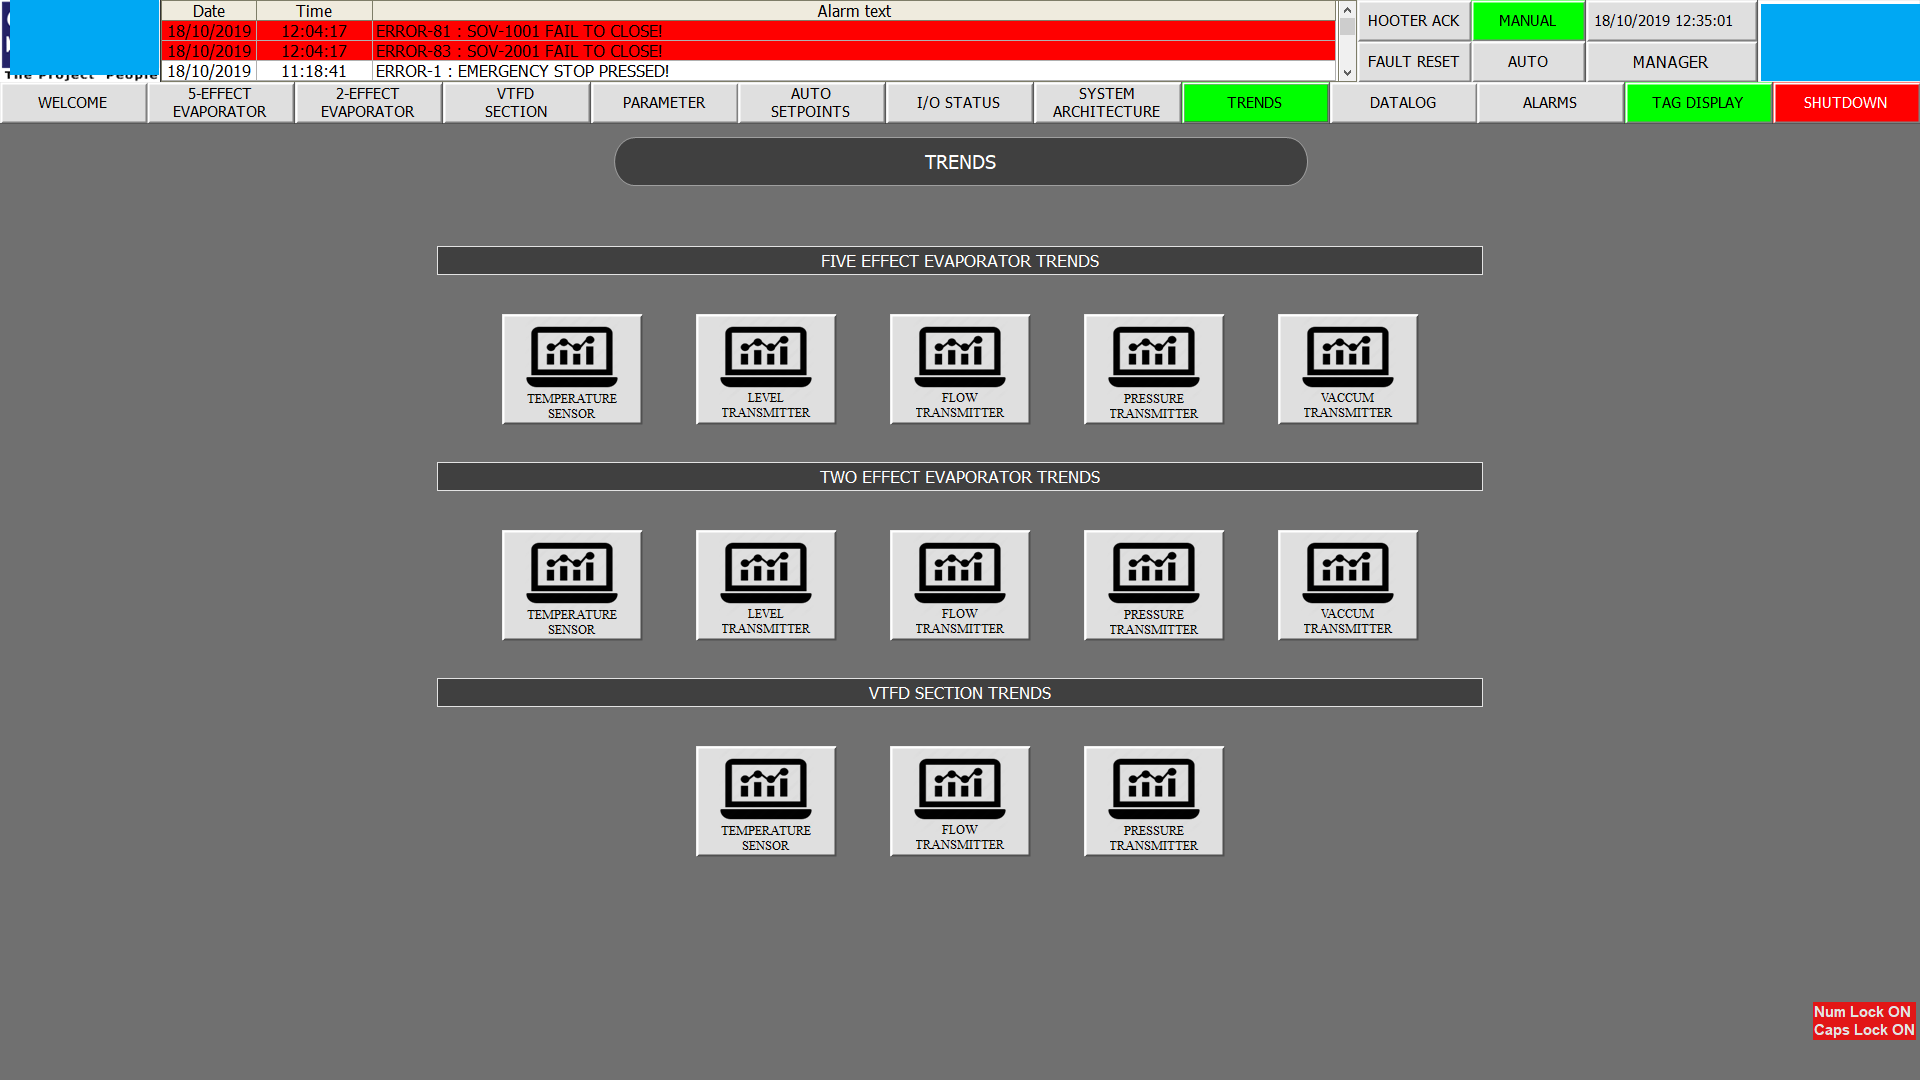 Date Time Alarm text
18/10/2019 12:04:17 ERROR-81 : SOV-1001 FAIL TO CLOSE!
18/10/2019 12:04:17 ERROR-83 : SOV-2001 FAIL TO CLOSE!
18/10/2019 11:18:41 ERROR-1 : EMERGENCY STOP PRESSED!
HOOTER ACK MANUAL 18/10/2019 12:35:01
FAULT RESET AUTO MANAGER
The Project People
WELCOME
5-EFFECT
EVAPORATOR
2-EFFECT
EVAPORATOR
VTFD
SECTION
PARAMETER
AUTO
SETPOINTS
I/O STATUS
SYSTEM
ARCHITECTURE
TRENDS
DATALOG
ALARMS
TAG DISPLAY
SHUTDOWN
TRENDS
FIVE EFFECT EVAPORATOR TRENDS
TEMPERATURE
SENSOR
LEVEL
TRANSMITTER
FLOW
TRANSMITTER
PRESSURE
TRANSMITTER
VACCUM
TRANSMITTER
TWO EFFECT EVAPORATOR TRENDS
TEMPERATURE
SENSOR
LEVEL
TRANSMITTER
FLOW
TRANSMITTER
PRESSURE
TRANSMITTER
VACCUM
TRANSMITTER
VTFD SECTION TRENDS
TEMPERATURE
SENSOR
FLOW
TRANSMITTER
PRESSURE
TRANSMITTER
Num Lock ON
Caps Lock ON